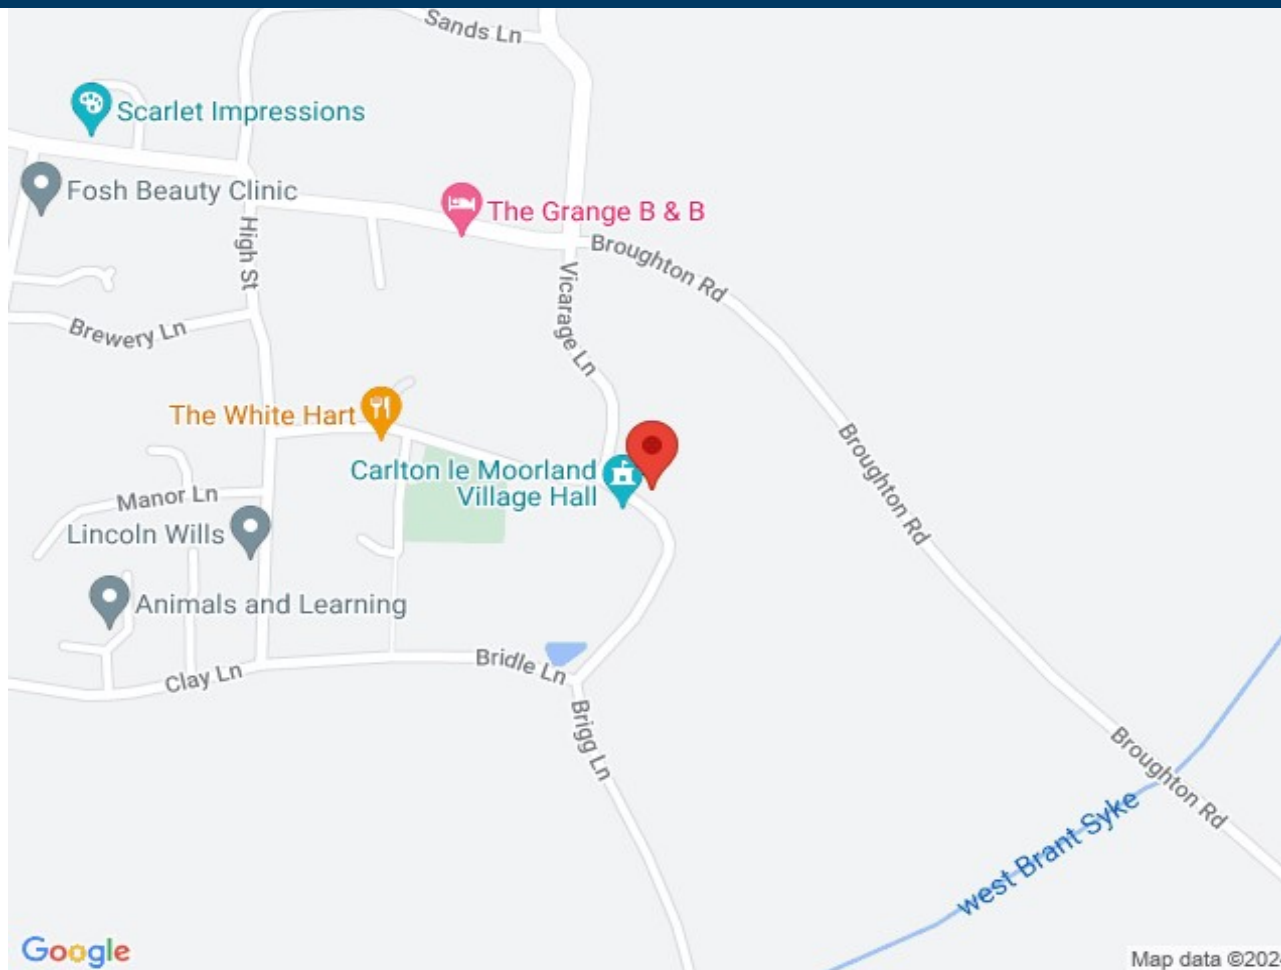 Sands Ln
Scarlet Impressions
Fosh Beauty Clinic
The Grange B & B
High St
Broughton Rd
Vicarage Ln
Brewery Ln
The White Hart
Broughton Rd
Carlton le Moorland
Village Hall
Manor Ln
Lincoln Wills
Animals and Learning
Bridle Ln
Clay Ln
Brigg Ln
Broughton Rd
west Brant Syke
Google
Map data ©202